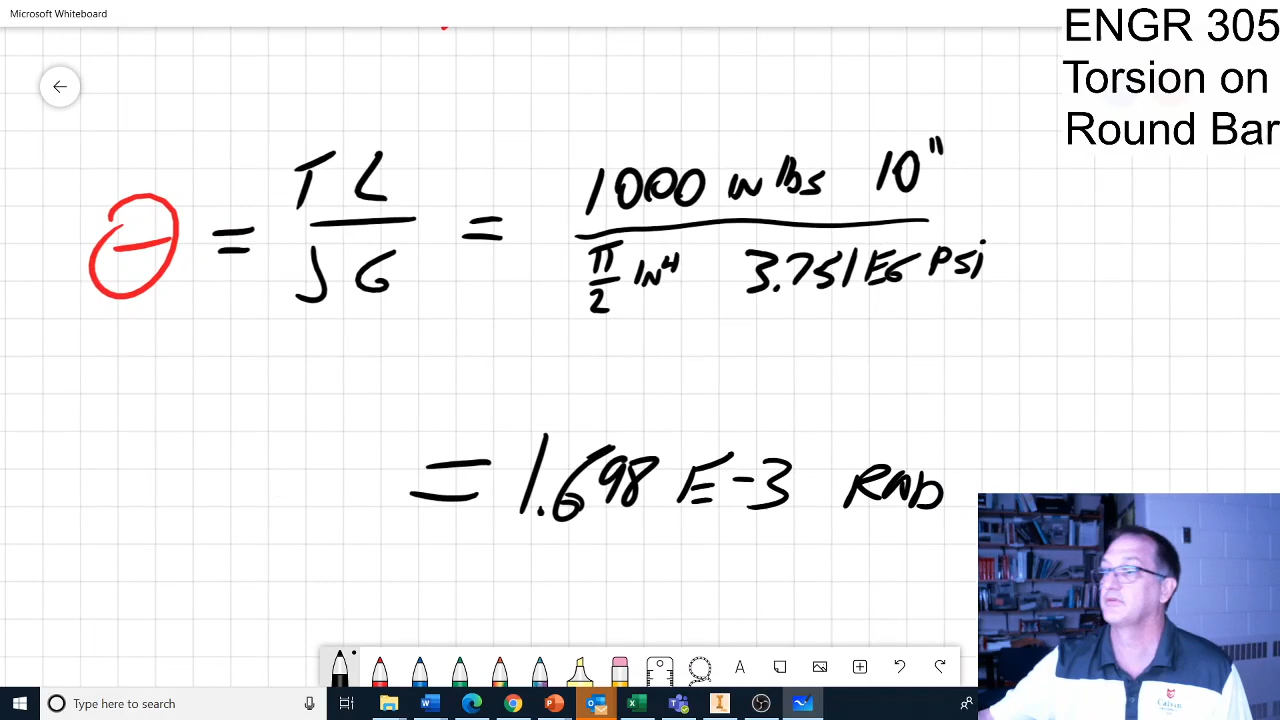 Microsoft Whiteboard
ENGR 305
Torsion on
Round Bar
θ = TL / JG = 1000 in lbs 10" / π/2 in⁴ 3.751E6 psi
= 1.698 E-3 RAD
Type here to search
Calvin